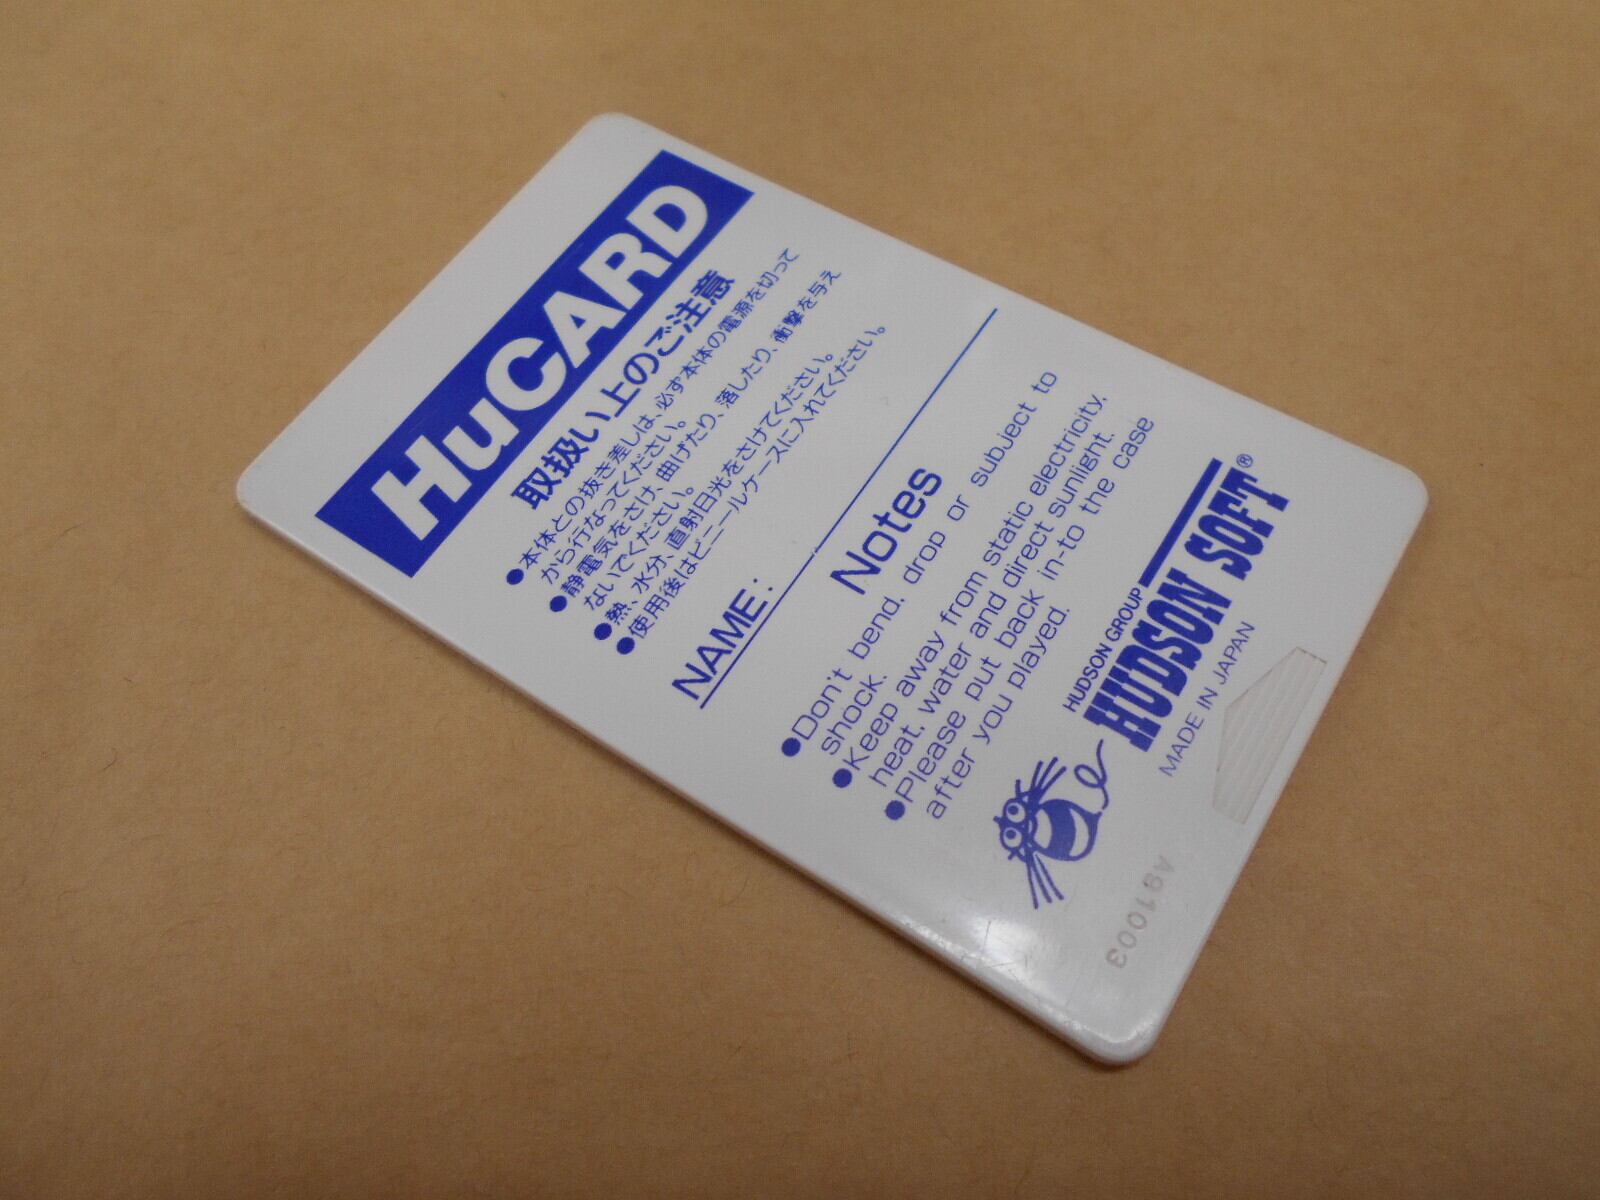 HuCARD
取扱い上のご注意
●本体との抜き差しは、必ず本体の電源を切って
から行なってください。
●静電気をさけ、曲げたり、落したり、衝撃を与え
ないでください。
●熱、水分、直射日光をさけてください。
●使用後はビニールケースに入れてください。
NAME:
Notes
●Don't bend, drop or subject to
shock.
●Keep away from static electricity,
heat, water and direct sunlight.
●Please put back in-to the case
after you played.
HUDSON GROUP
HUDSON SOFT®
MADE IN JAPAN
A911003